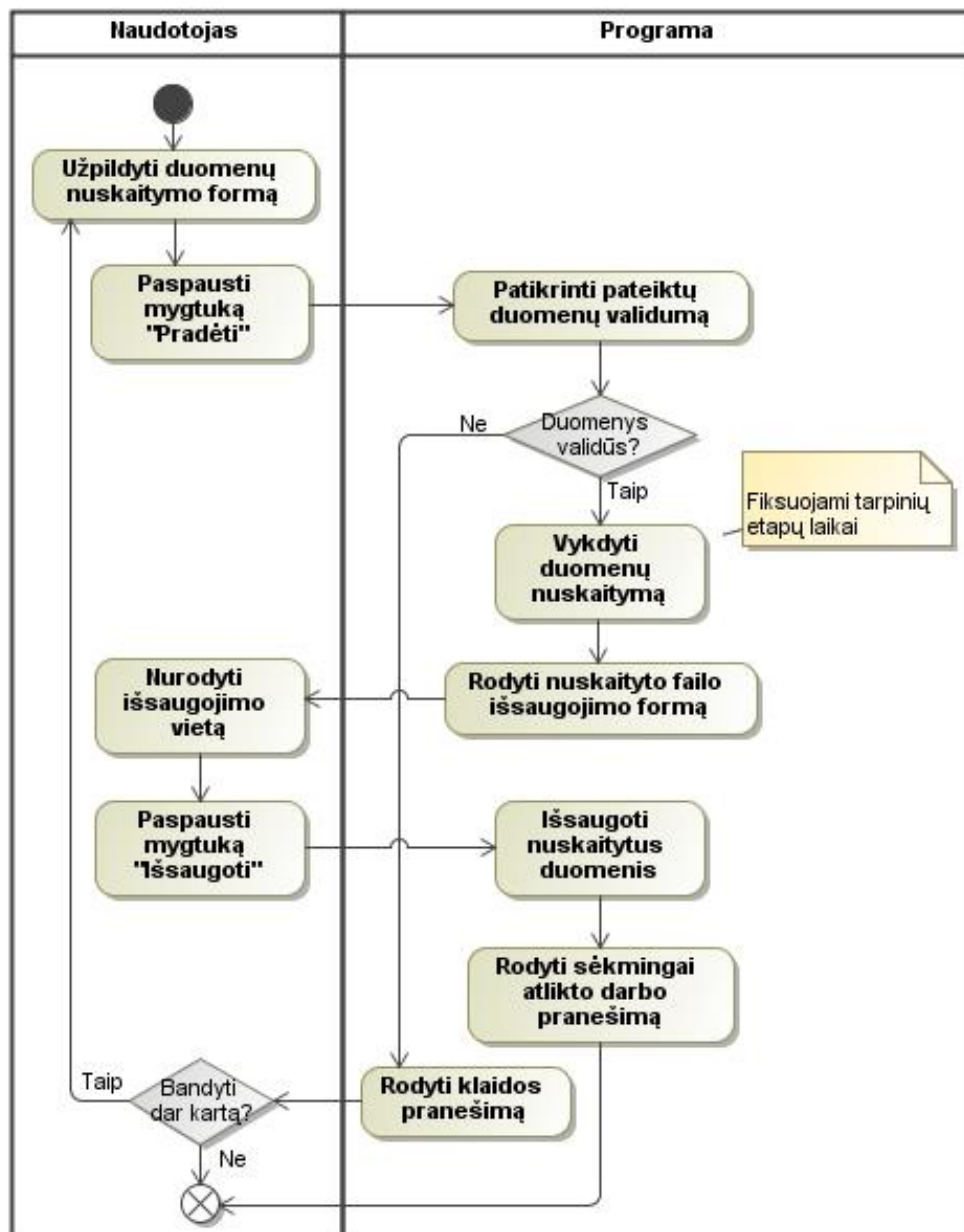 Naudotojas
Programa
Užpildyti duomenų
nuskaitymo formą
Paspausti
mygtuką
"Pradėti"
Patikrinti pateiktų
duomenų validumą
Ne
Duomenys
validūs?
Taip
Fiksuojami tarpinių
etapų laikai
Vykdyti
duomenų
nuskaitymą
Nurodyti
išsaugojimo
vietą
Rodyti nuskaityto failo
išsaugojimo formą
Paspausti
mygtuką
"Išsaugoti"
Išsaugoti
nuskaitytus
duomenis
Rodyti sėkmingai
atlikto darbo
pranešimą
Taip
Bandyti
dar kartą?
Rodyti klaidos
pranešimą
Ne